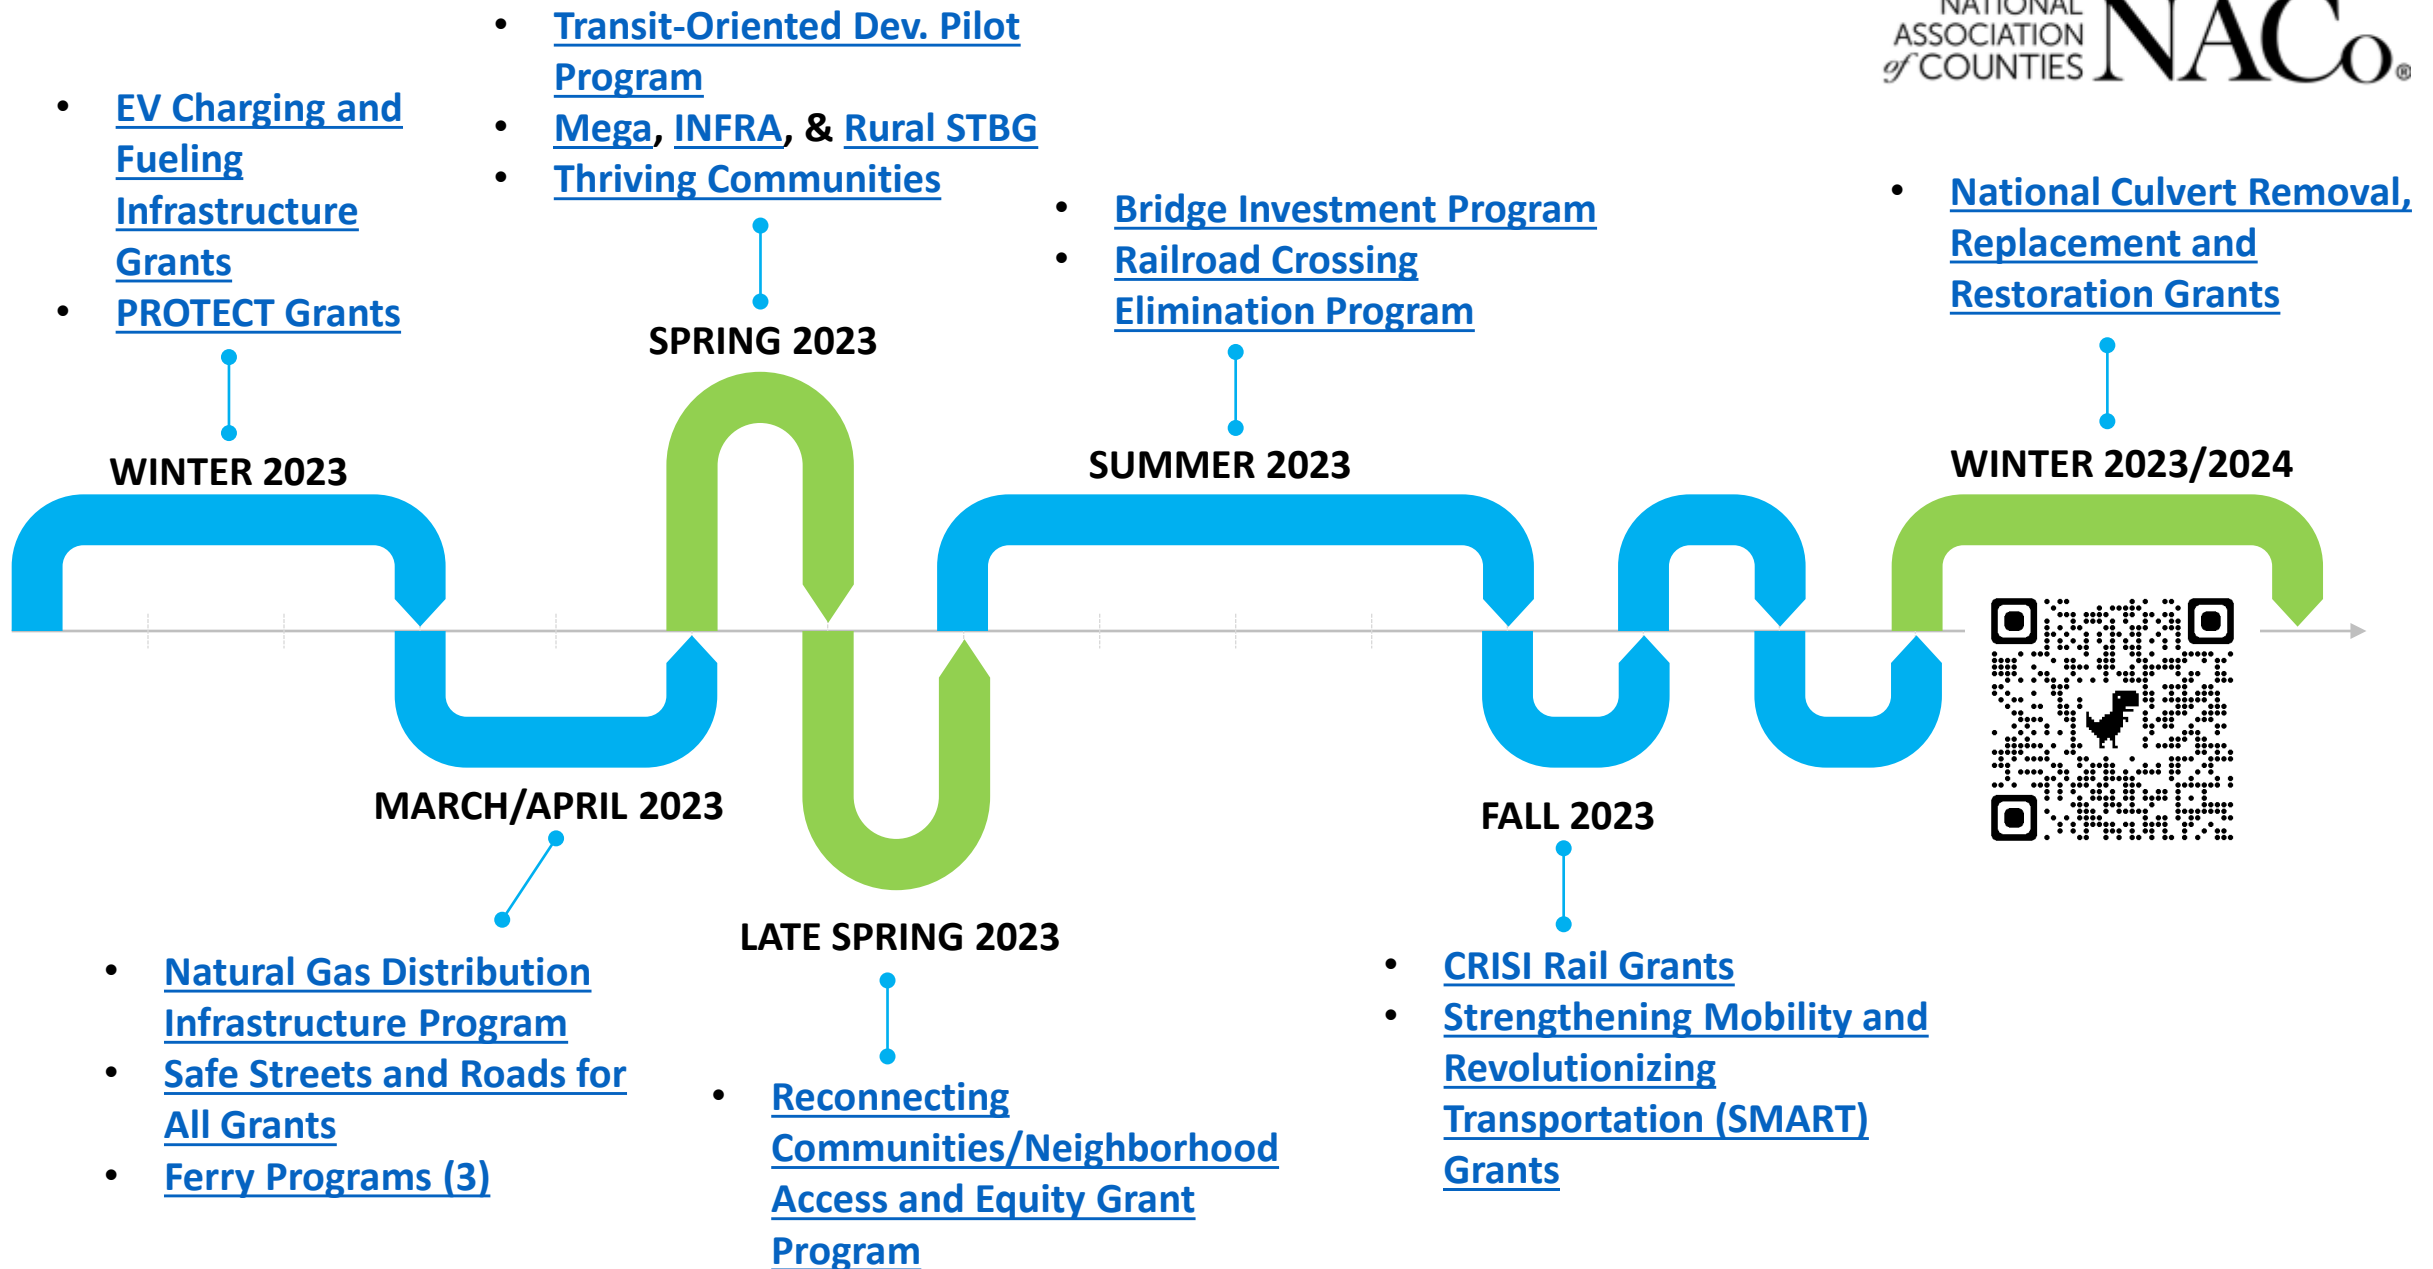 • Transit-Oriented Dev. Pilot
Program
• Mega, INFRA, & Rural STBG
• Thriving Communities
NATIONAL
ASSOCIATION
of COUNTIES
NACo®
• EV Charging and
Fueling
Infrastructure
Grants
• PROTECT Grants
• Bridge Investment Program
• Railroad Crossing
Elimination Program
• National Culvert Removal,
Replacement and
Restoration Grants
WINTER 2023
SPRING 2023
SUMMER 2023
WINTER 2023/2024
MARCH/APRIL 2023
LATE SPRING 2023
FALL 2023
• Natural Gas Distribution
Infrastructure Program
• Safe Streets and Roads for
All Grants
• Ferry Programs (3)
• Reconnecting
Communities/Neighborhood
Access and Equity Grant
Program
• CRISI Rail Grants
• Strengthening Mobility and
Revolutionizing
Transportation (SMART)
Grants